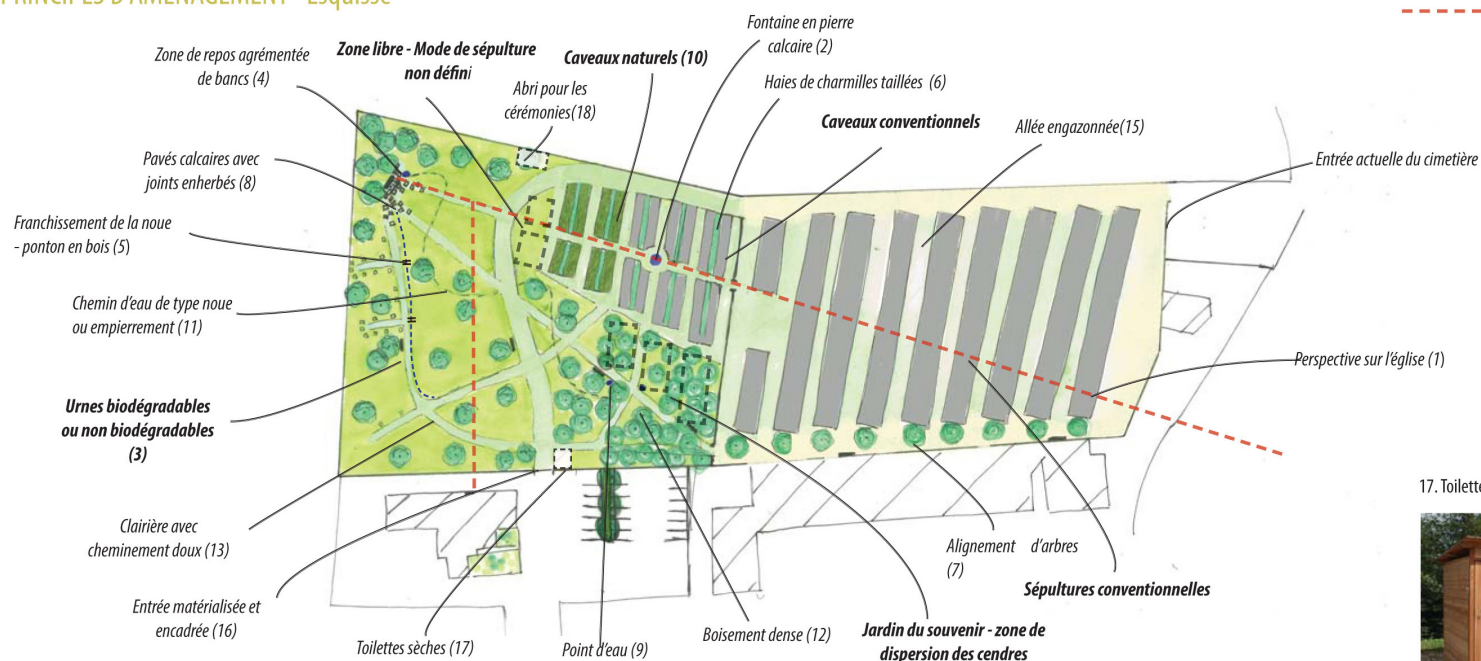 PRINCIPES D'AMÉNAGEMENT - Esquisse
Fontaine en pierre
calcaire (2)
Zone de repos agrémentée
de bancs (4)
Zone libre - Mode de sépulture
non défini
Caveaux naturels (10)
Haies de charmilles taillées (6)
Abri pour les
cérémonies(18)
Caveaux conventionnels
Allée engazonnée(15)
Entrée actuelle du cimetière
Pavés calcaires avec
joints enherbés (8)
Franchissement de la noue
- ponton en bois (5)
Chemin d'eau de type noue
ou empierrement (11)
Perspective sur l'église (1)
Urnes biodégradables
ou non biodégradables
(3)
Clairière avec
cheminement doux (13)
Alignement d'arbres
(7)
Sépultures conventionnelles
Entrée matérialisée et
encadrée (16)
Toilettes sèches (17)
Point d'eau (9)
Boisement dense (12)
Jardin du souvenir - zone de
dispersion des cendres
17. Toilette